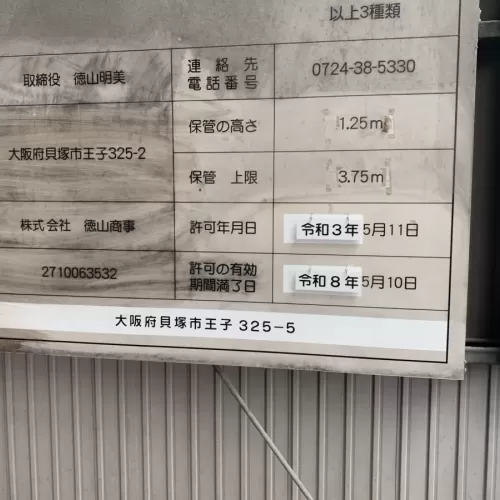 以上3種類
取締役 徳山明美
連絡先
電話番号
0724-38-5330
大阪府貝塚市王子325-2
保管の高さ
1.25m
保管 上限
3.75m
株式会社 徳山商事
許可年月日
令和3年5月11日
2710063532
許可の有効
期間満了日
令和8年5月10日
大阪府貝塚市王子 325-5